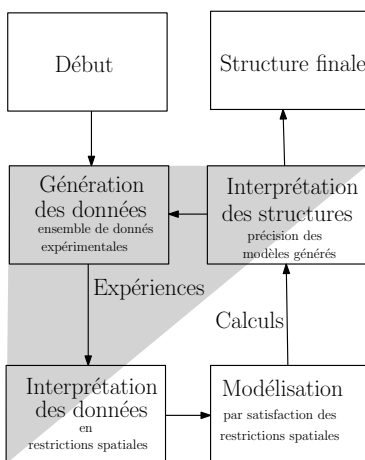 Début
Structure finale
Génération
des données
ensemble de donnés
expérimentales
Interprétation
des structures
précision des
modèles générés
Expériences
Calculs
Interprétation
des données
en
restrictions spatiales
Modélisation
par satisfaction des
restrictions spatiales